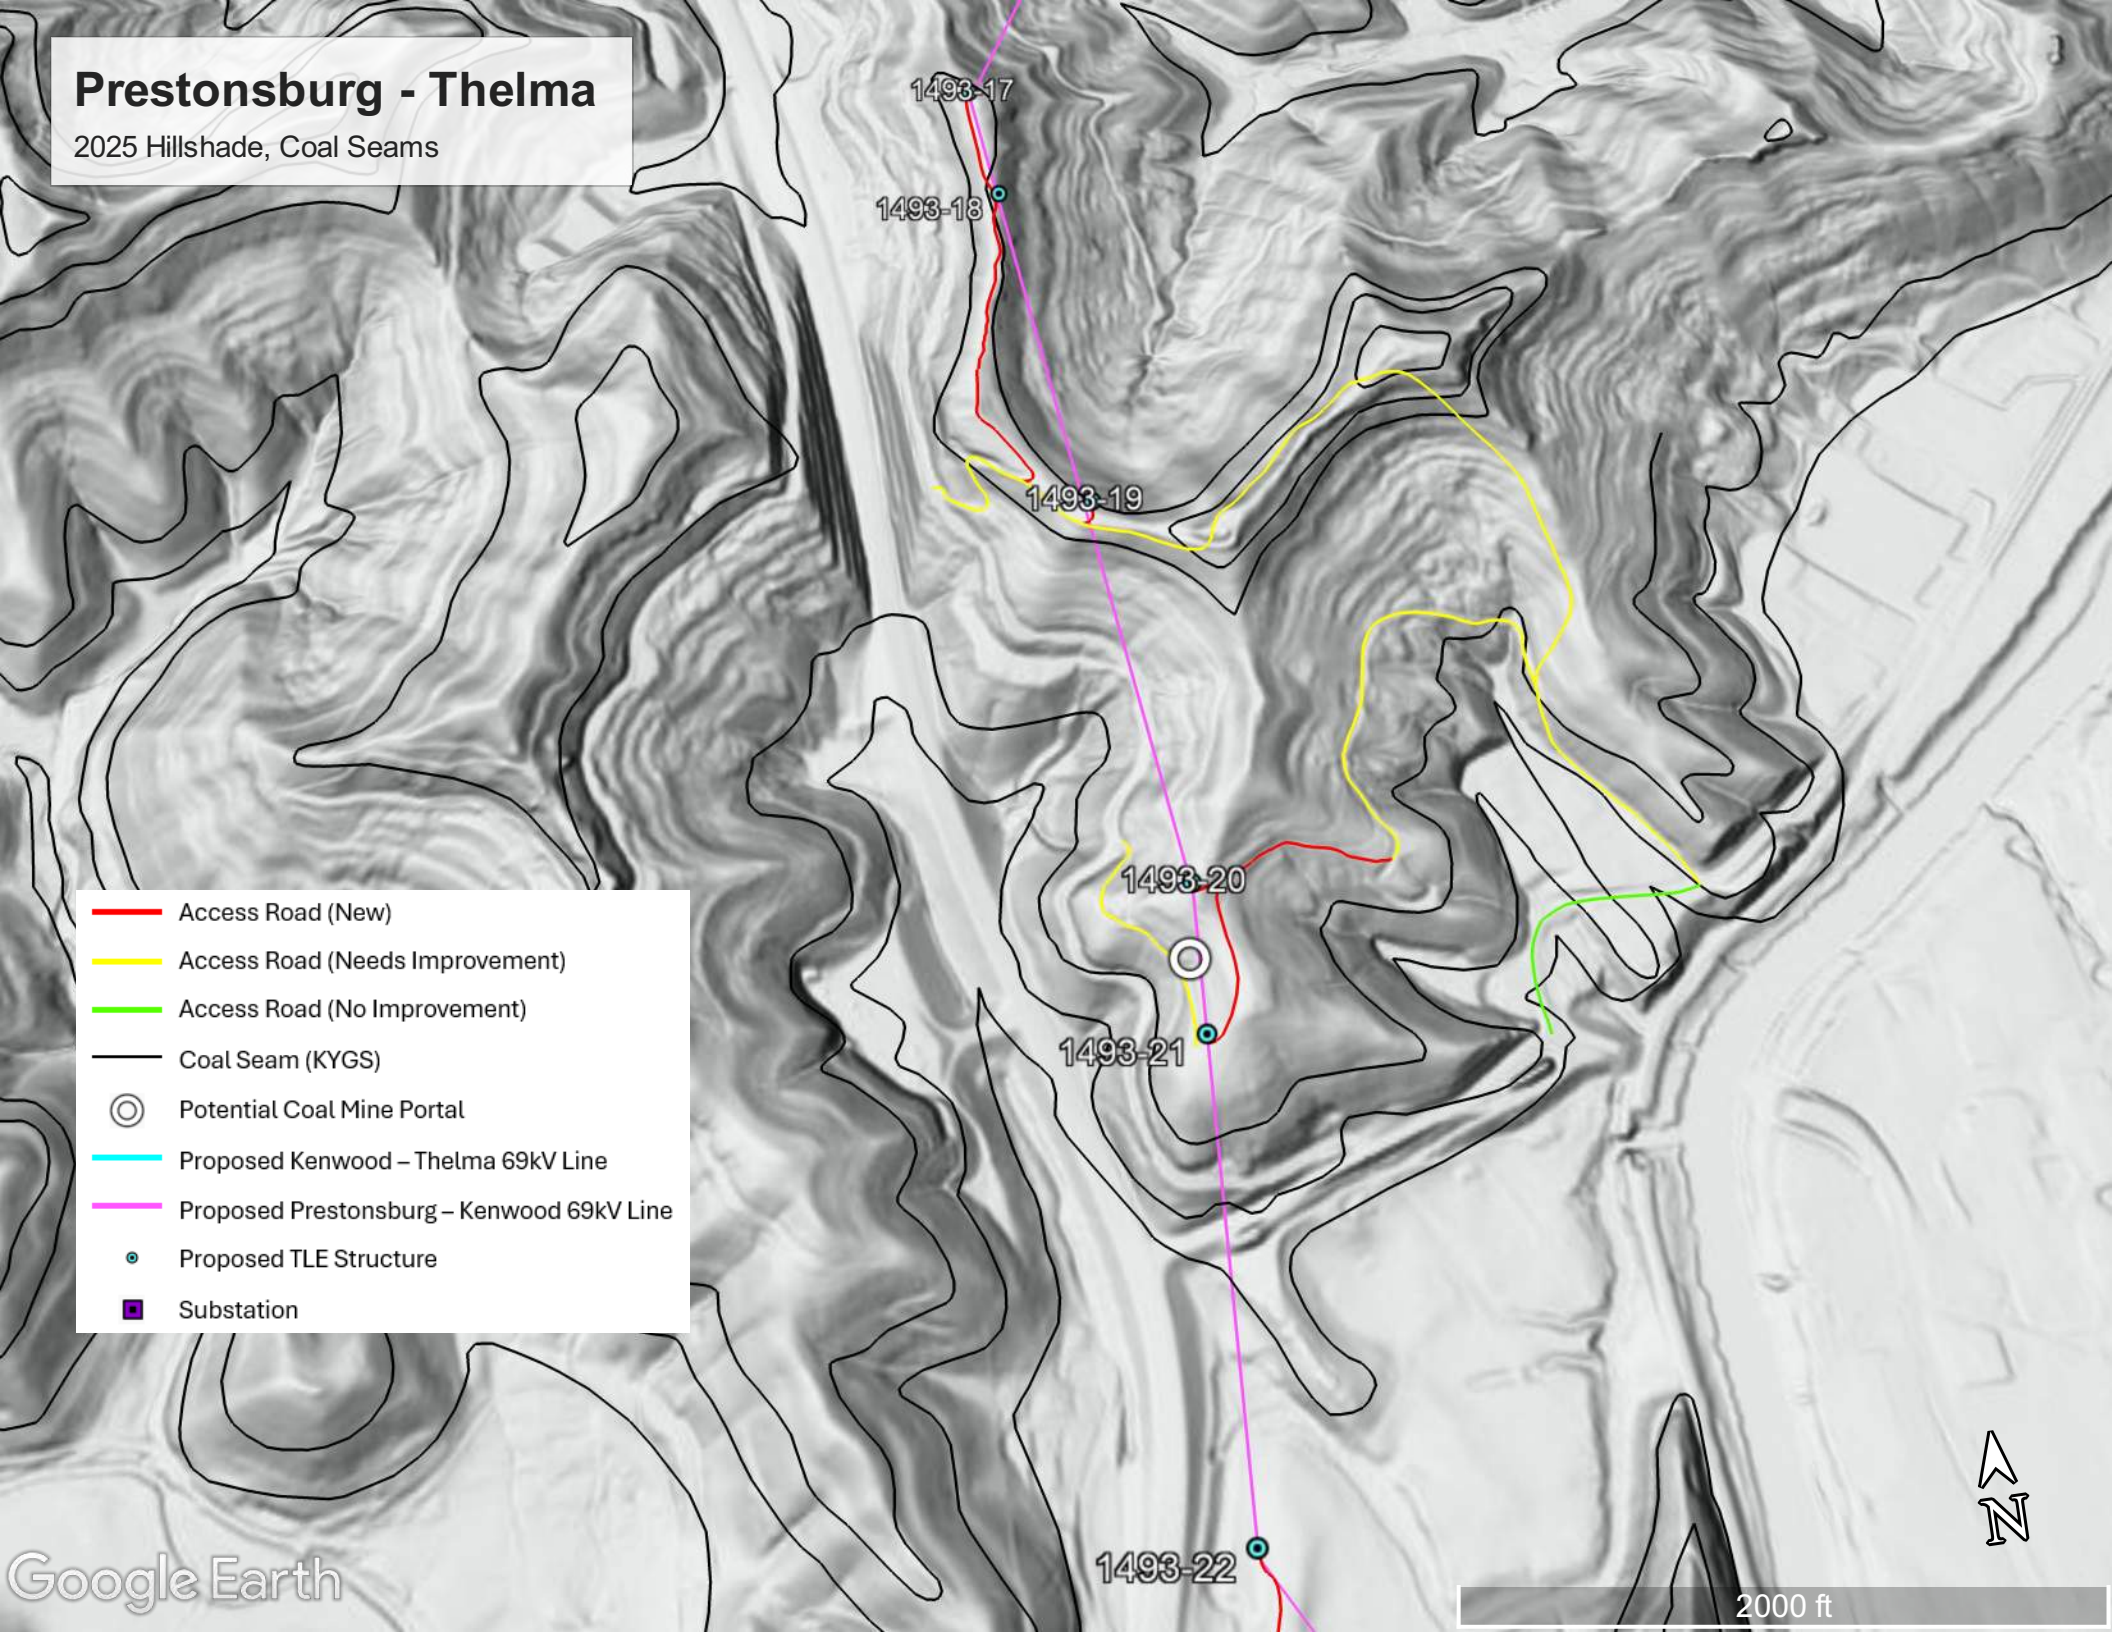 Prestonsburg - Thelma
2025 Hillshade, Coal Seams
1493-17
1493-18
1493-19
1493-20
1493-21
1493-22
Access Road (New)
Access Road (Needs Improvement)
Access Road (No Improvement)
Coal Seam (KYGS)
Potential Coal Mine Portal
Proposed Kenwood – Thelma 69kV Line
Proposed Prestonsburg – Kenwood 69kV Line
Proposed TLE Structure
Substation
N
Google Earth
2000 ft